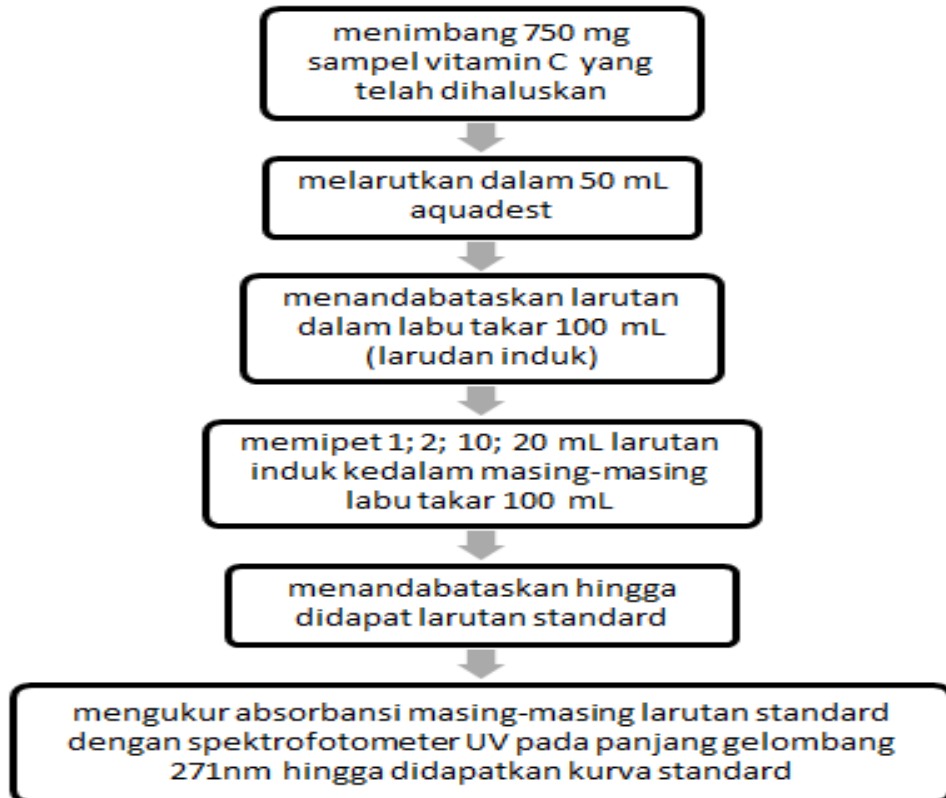 menimbang 750 mg
sampel vitamin C yang
telah dihaluskan
melarutkan dalam 50 mL
aquadest
menandabataskan larutan
dalam labu takar 100 mL
(larudan induk)
memipet 1; 2; 10; 20 mL larutan
induk kedalam masing-masing
labu takar 100 mL
menandabataskan hingga
didapat larutan standard
mengukur absorbansi masing-masing larutan standard
dengan spektrofotometer UV pada panjang gelombang
271nm hingga didapatkan kurva standard